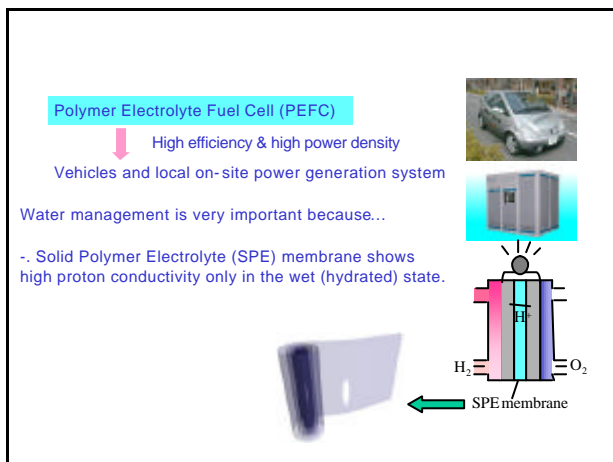 Polymer Electrolyte Fuel Cell (PEFC)
High efficiency & high power density
Vehicles and local on-site power generation system
Water management is very important because...
-. Solid Polymer Electrolyte (SPE) membrane shows
high proton conductivity only in the wet (hydrated) state.
H⁺
H₂
O₂
SPE membrane